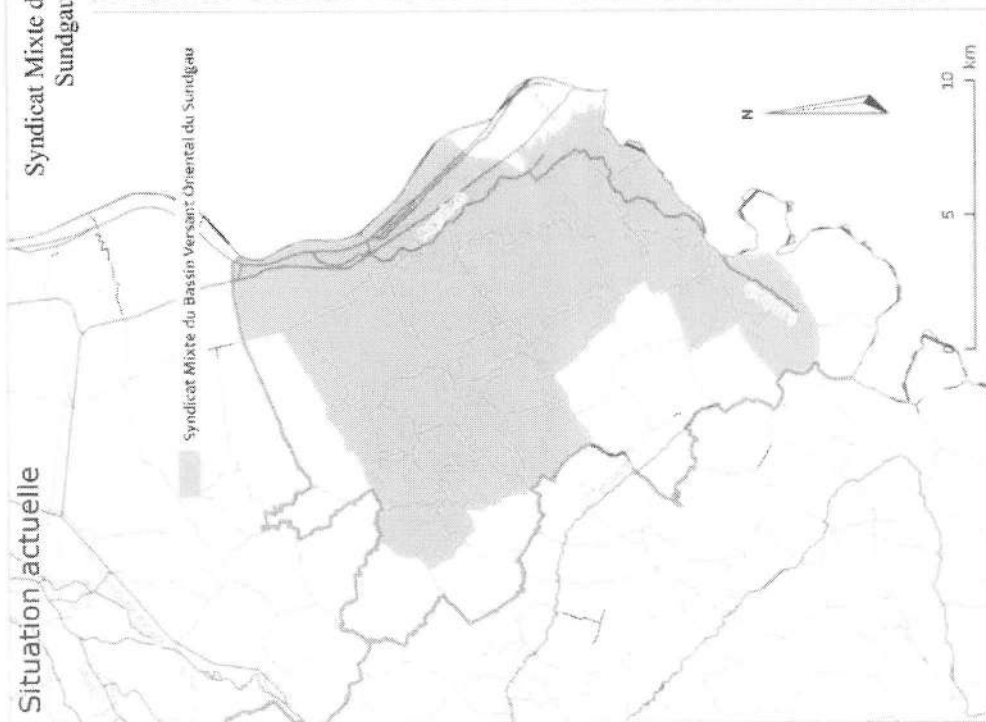 Situation actuelle
Syndicat Mixte d
Sundgau
Syndicat Mixte du Bassin Versant Oriental du Sundgau
N
0 5 10
km